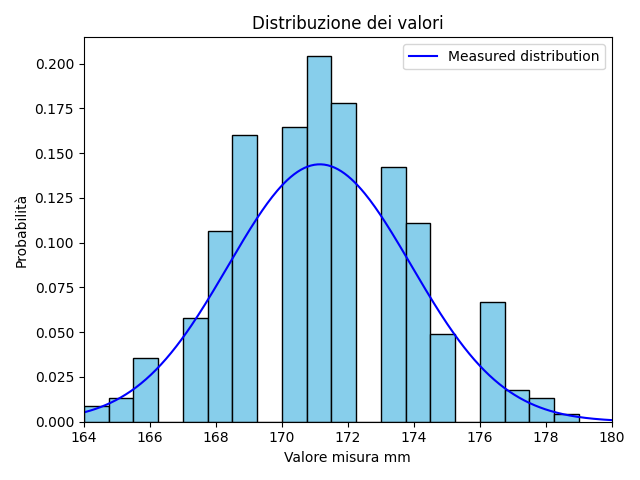 Distribuzione dei valori
Measured distribution
0.200
0.175
0.150
0.125
0.100
0.075
0.050
0.025
0.000
Probabilità
164 166 168 170 172 174 176 178 180
Valore misura mm